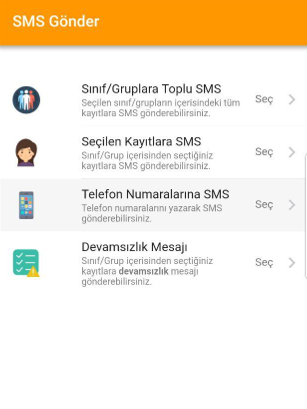 SMS Gönder
Sınıf/Gruplara Toplu SMS
Seçilen sınıf/grupların içerisindeki tüm
kayıtlara SMS gönderebilirsiniz.
Seç
Seçilen Kayıtlara SMS
Sınıf/Grup içerisinden seçtiğiniz
kayıtlara SMS gönderebilirsiniz.
Seç
Telefon Numaralarına SMS
Telefon numaralarını yazarak SMS
gönderebilirsiniz.
Seç
Devamsızlık Mesajı
Sınıf/Grup içerisinden seçtiğiniz
kayıtlara devamsızlık mesajı
gönderebilirsiniz.
Seç